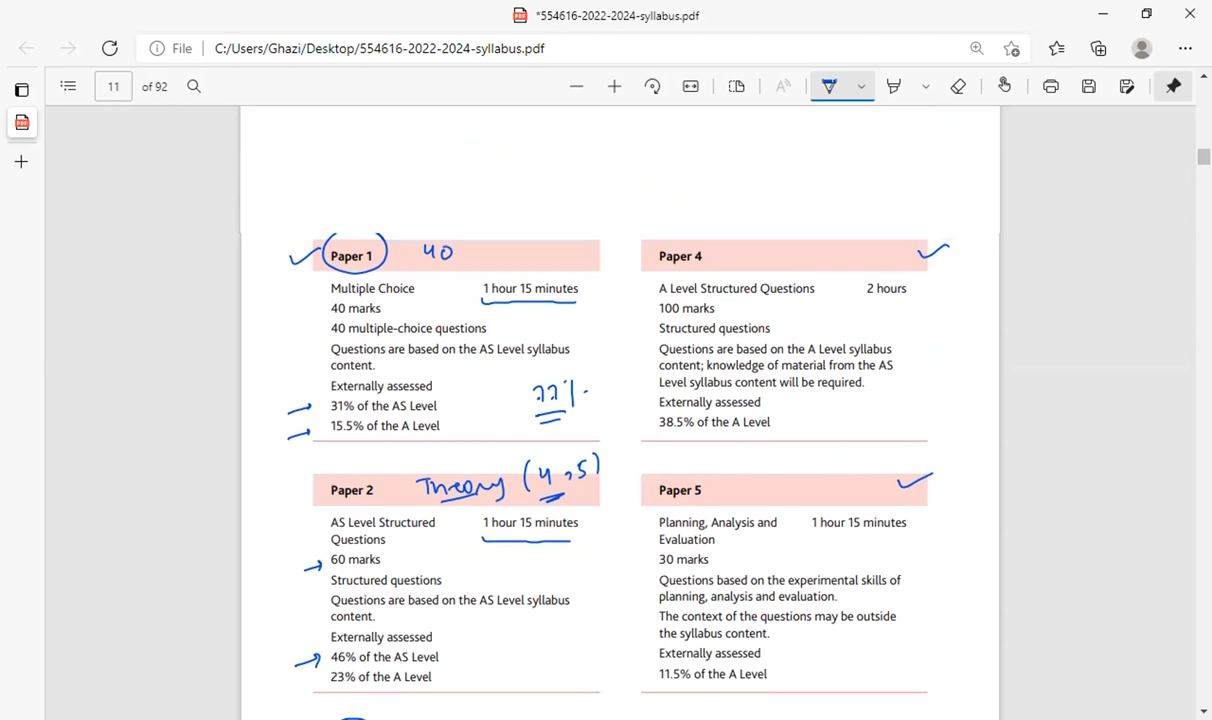 *554616-2022-2024-syllabus.pdf
File C:/Users/Ghazi/Desktop/554616-2022-2024-syllabus.pdf
11 of 92
Paper 1 40
Multiple Choice 1 hour 15 minutes
40 marks
40 multiple-choice questions
Questions are based on the AS Level syllabus
content.
Externally assessed
31% of the AS Level
15.5% of the A Level
77%
Paper 2 Theory (4,5)
AS Level Structured 1 hour 15 minutes
Questions
60 marks
Structured questions
Questions are based on the AS Level syllabus
content.
Externally assessed
46% of the AS Level
23% of the A Level
Paper 4
A Level Structured Questions 2 hours
100 marks
Structured questions
Questions are based on the A Level syllabus
content; knowledge of material from the AS
Level syllabus content will be required.
Externally assessed
38.5% of the A Level
Paper 5
Planning, Analysis and 1 hour 15 minutes
Evaluation
30 marks
Questions based on the experimental skills of
planning, analysis and evaluation.
The context of the questions may be outside
the syllabus content.
Externally assessed
11.5% of the A Level